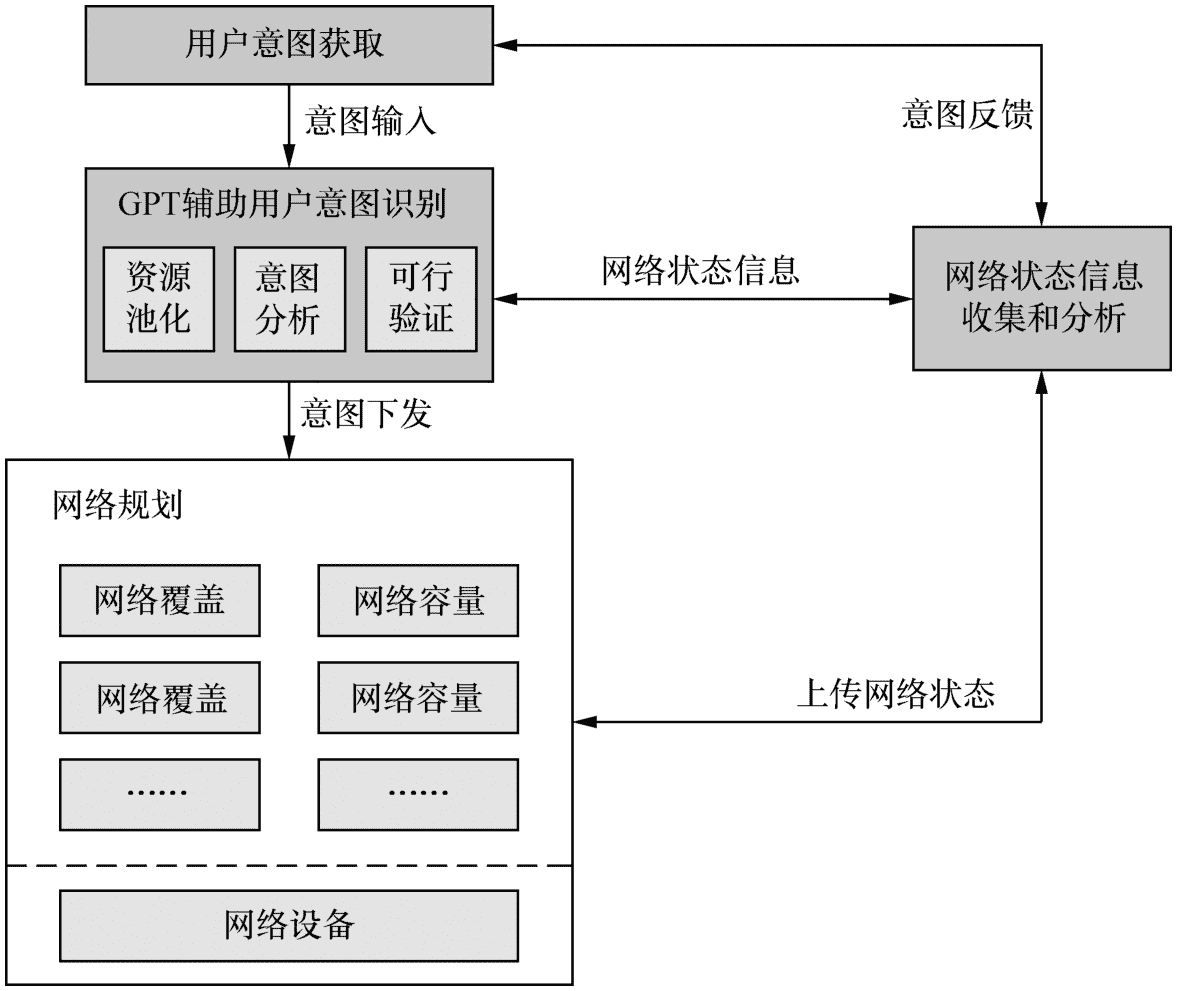 用户意图获取
意图输入
意图反馈
GPT辅助用户意图识别
资源
池化
意图
分析
可行
验证
网络状态信息
网络状态信息
收集和分析
意图下发
网络规划
网络覆盖
网络容量
网络覆盖
网络容量
上传网络状态
……
……
网络设备